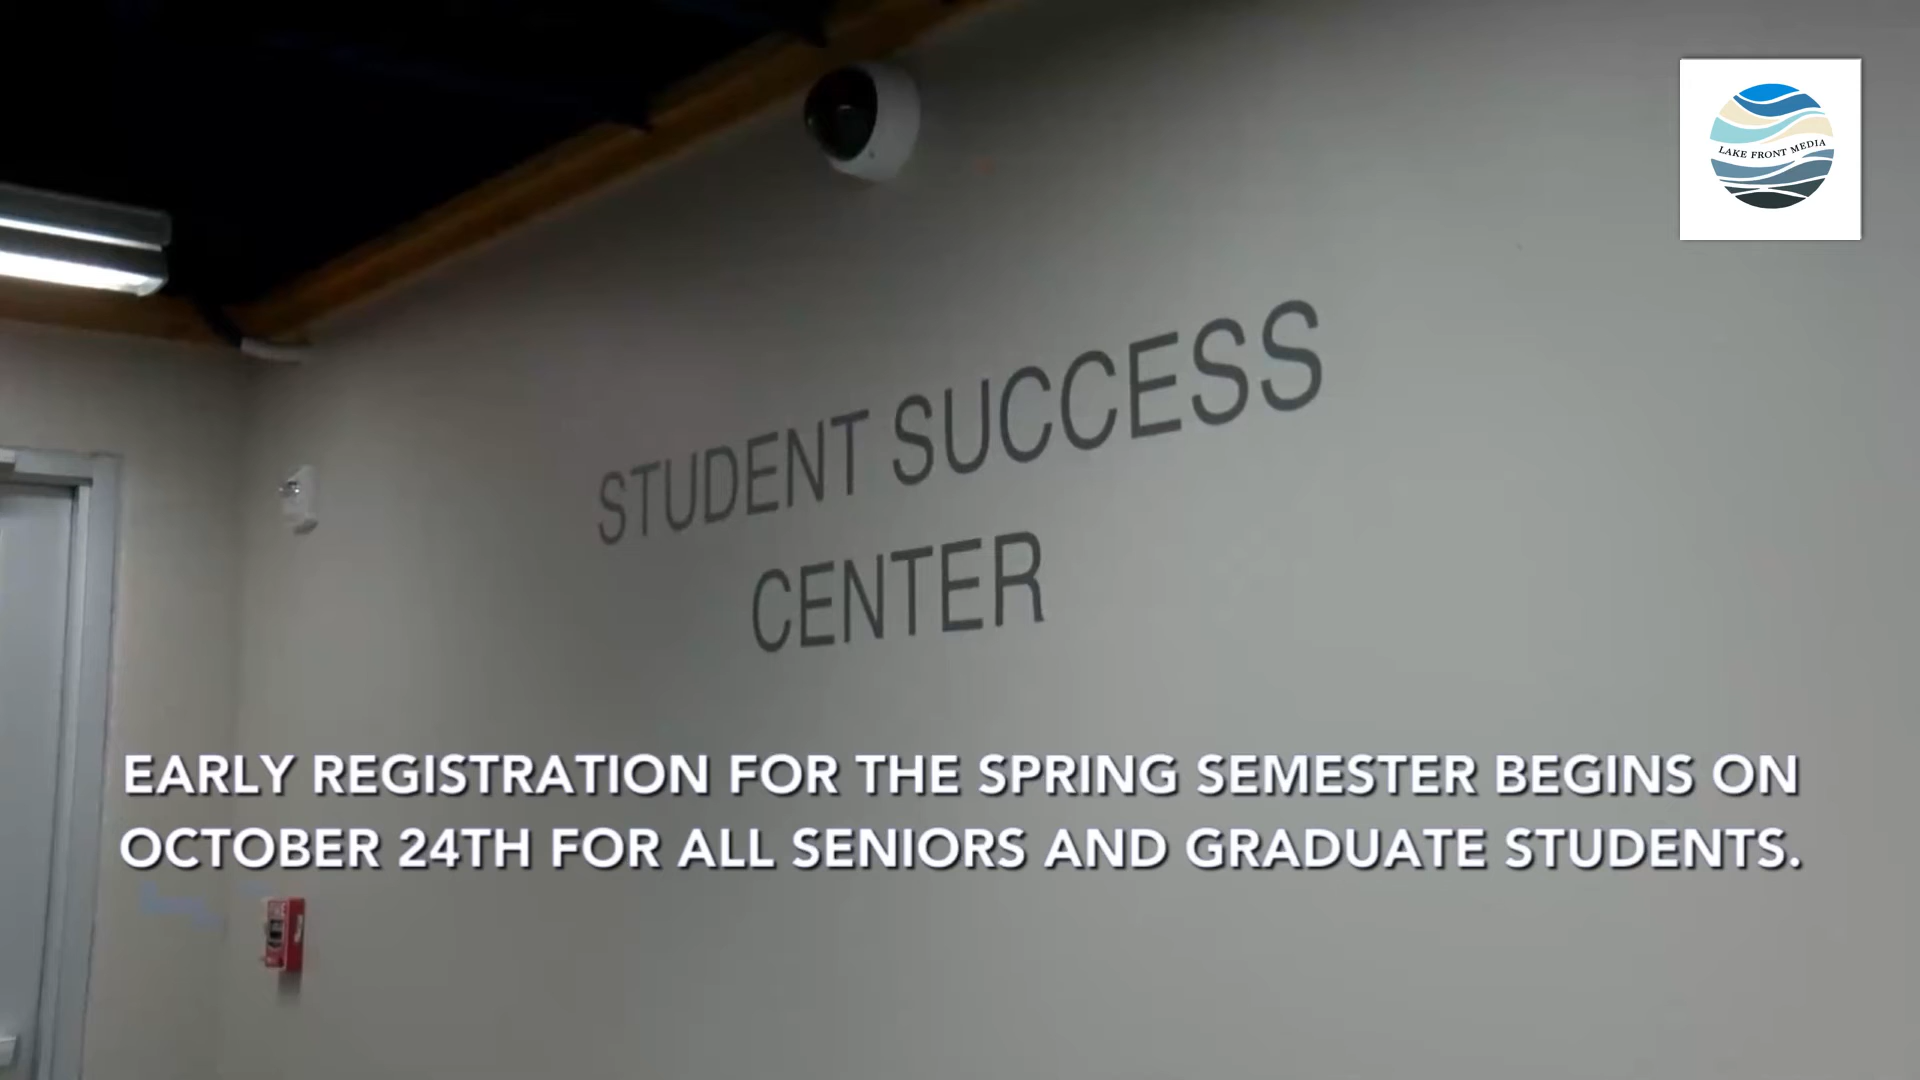 LAKE FRONT MEDIA
STUDENT SUCCESS
CENTER
EARLY REGISTRATION FOR THE SPRING SEMESTER BEGINS ON
OCTOBER 24TH FOR ALL SENIORS AND GRADUATE STUDENTS.